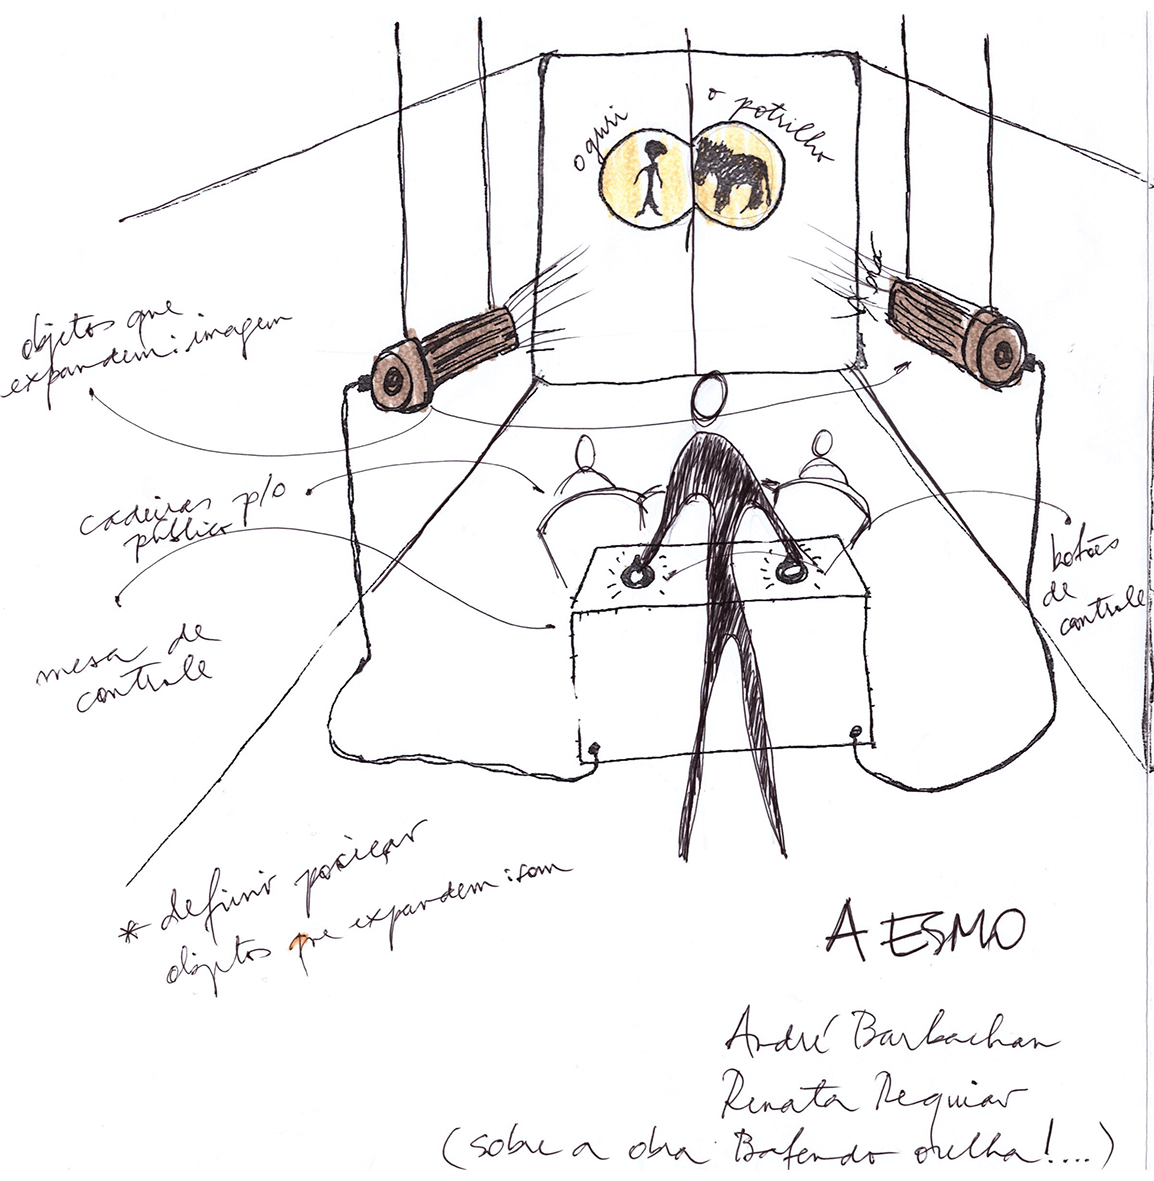 o guri
o potrilho
objetos que
expandem: imagem
cadeiras p/o
público
mesa de
controle
botões
de
controle
* definir posição
objetos que expandem: som
A ESMO
André Barbachan
Renata Requião
(sobre a obra Batendo orelha!....)